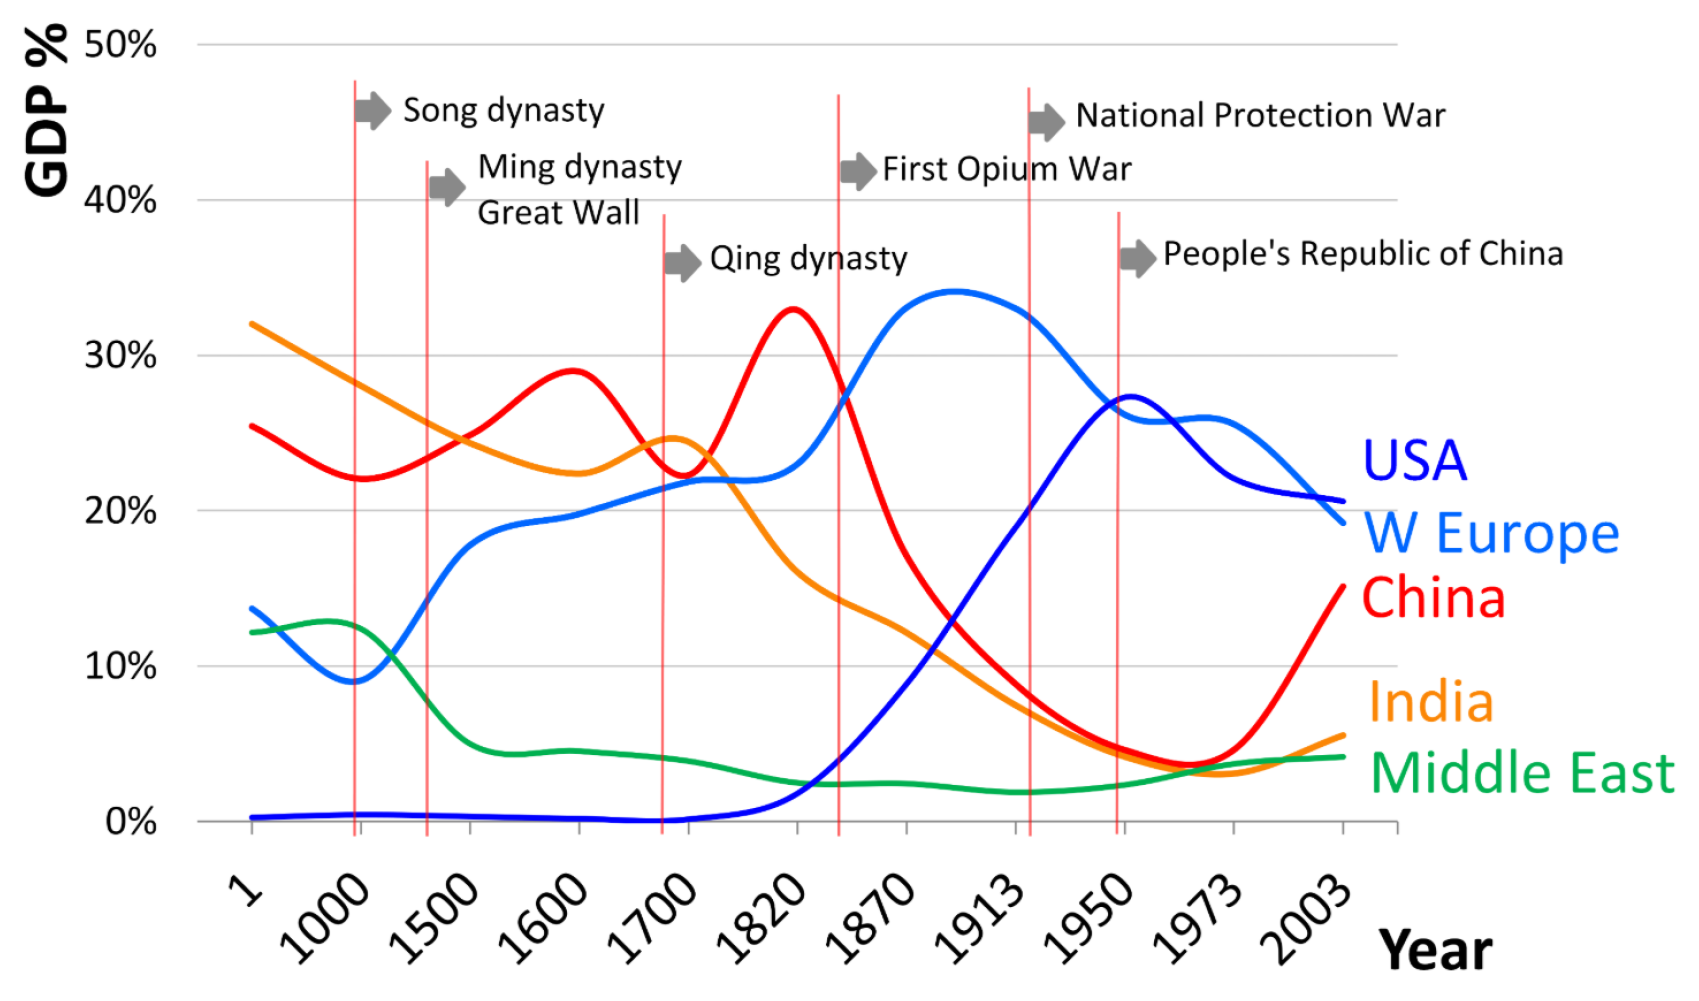 GDP %
50%
40%
30%
20%
10%
0%
Song dynasty
Ming dynasty
Great Wall
Qing dynasty
First Opium War
National Protection War
People's Republic of China
USA
W Europe
China
India
Middle East
1
1000
1500
1600
1700
1820
1870
1913
1950
1973
2003
Year